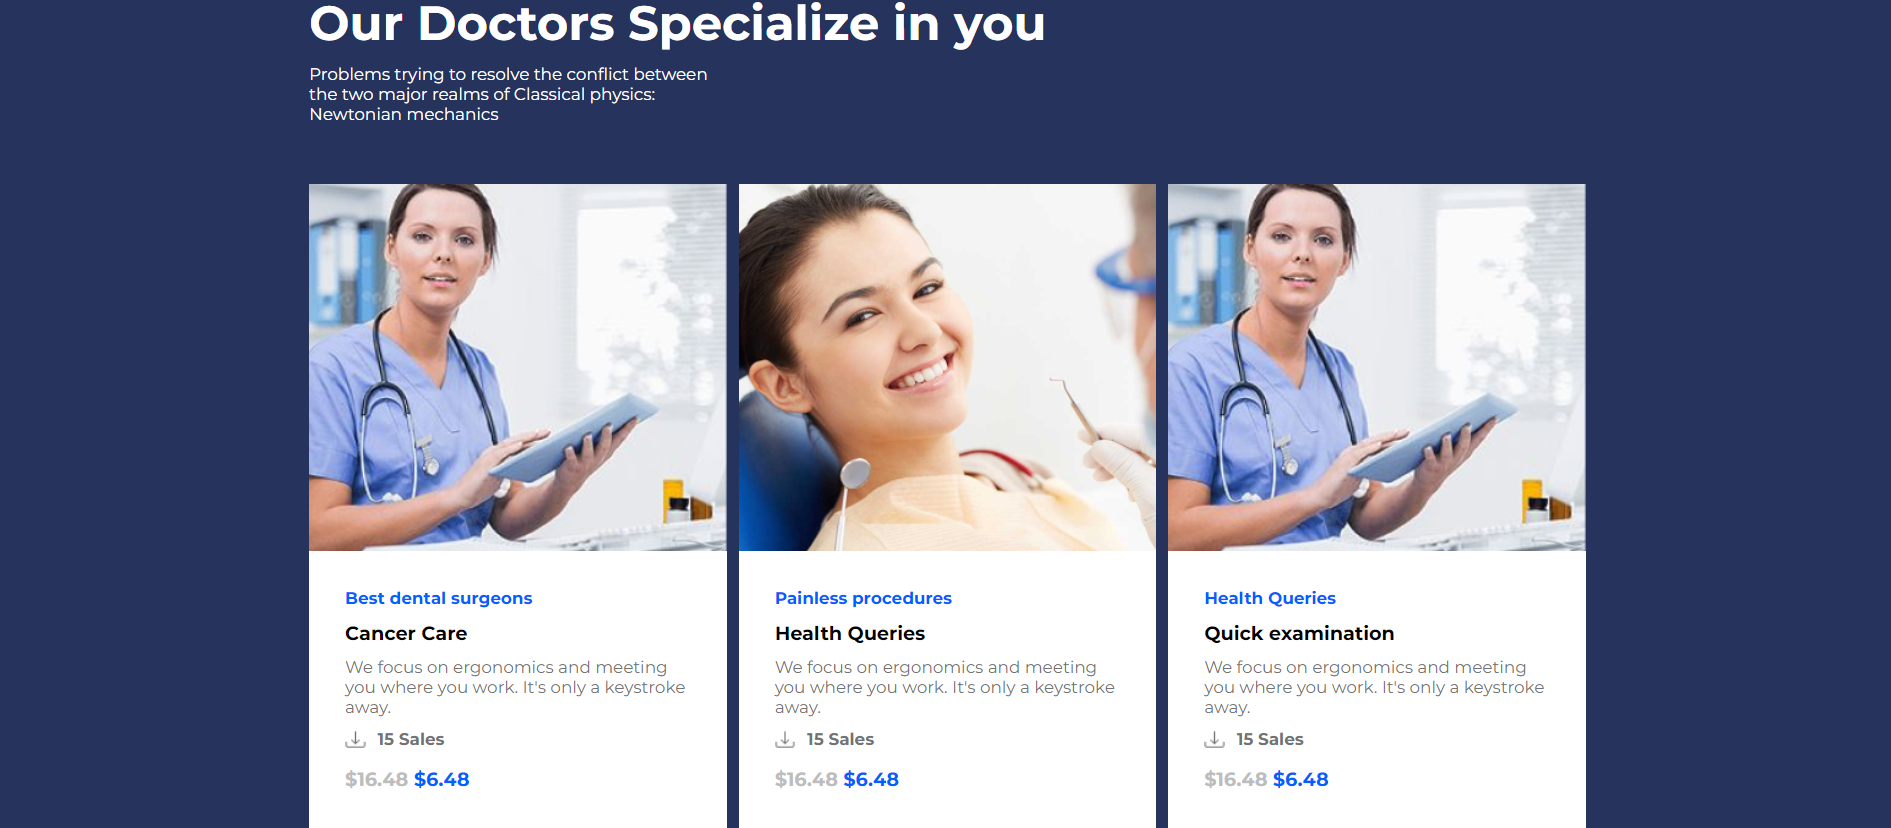 Our Doctors Specialize in you
Problems trying to resolve the conflict between
the two major realms of Classical physics:
Newtonian mechanics
Best dental surgeons
Cancer Care
We focus on ergonomics and meeting
you where you work. It's only a keystroke
away.
15 Sales
$16.48 $6.48
Painless procedures
Health Queries
We focus on ergonomics and meeting
you where you work. It's only a keystroke
away.
15 Sales
$16.48 $6.48
Health Queries
Quick examination
We focus on ergonomics and meeting
you where you work. It's only a keystroke
away.
15 Sales
$16.48 $6.48